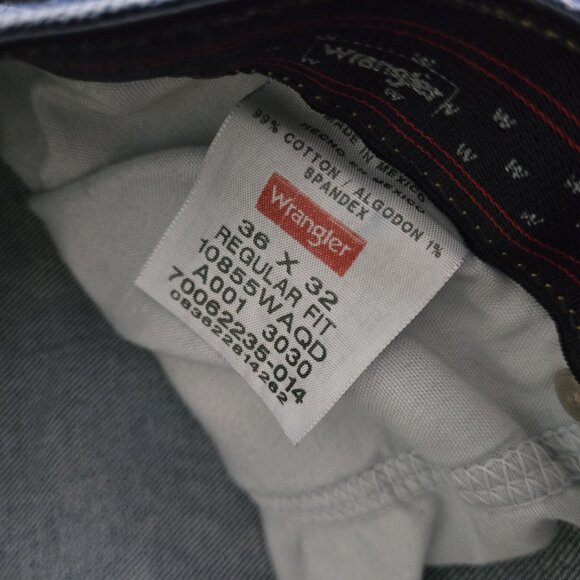 Wrangler
W W W W W
MADE IN MEXICO
HECHO EN MEXICO
99% COTTON / ALGODON 1%
SPANDEX
Wrangler
36 X 32
REGULAR FIT
10855WAQD
A001 3030
70062235-014
083622814262